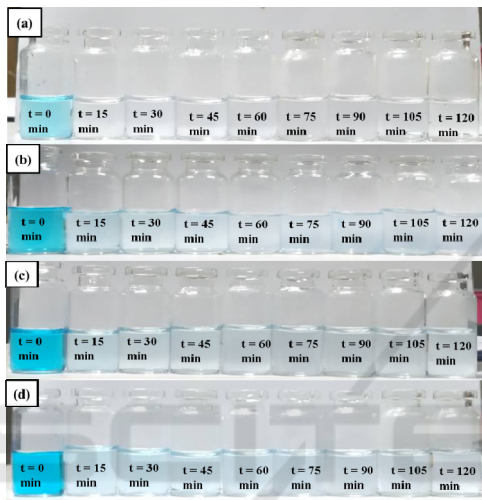 (a)
t = 0 min
t = 15 min
t = 30 min
t = 45 min
t = 60 min
t = 75 min
t = 90 min
t = 105 min
t = 120 min
(b)
t = 0 min
t = 15 min
t = 30 min
t = 45 min
t = 60 min
t = 75 min
t = 90 min
t = 105 min
t = 120 min
(c)
t = 0 min
t = 15 min
t = 30 min
t = 45 min
t = 60 min
t = 75 min
t = 90 min
t = 105 min
t = 120 min
(d)
t = 0 min
t = 15 min
t = 30 min
t = 45 min
t = 60 min
t = 75 min
t = 90 min
t = 105 min
t = 120 min